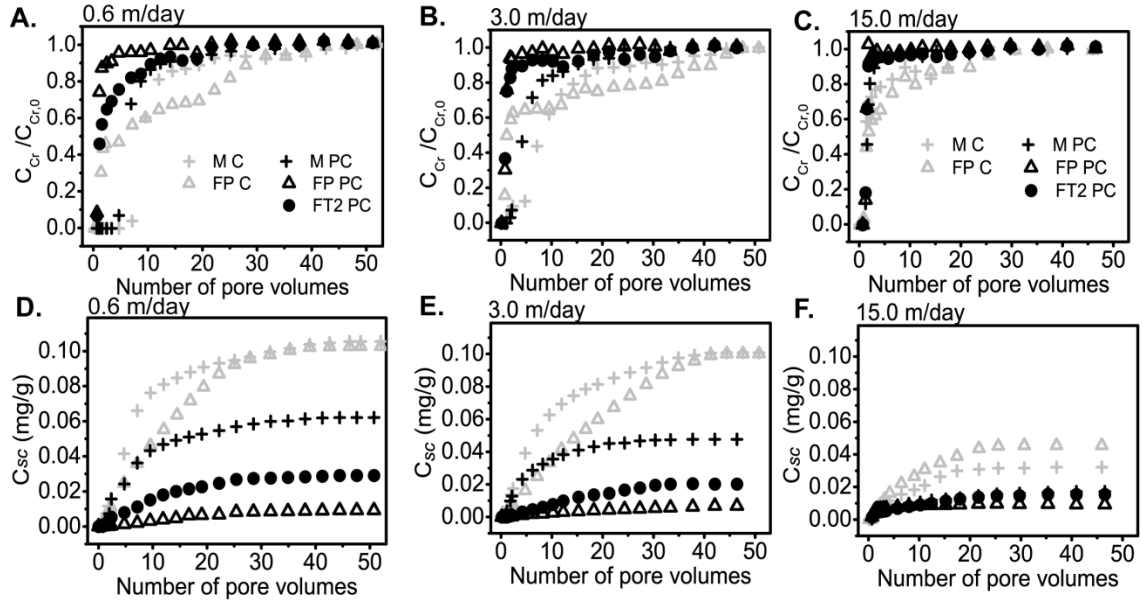 A.
0.6 m/day
C_Cr /C_Cr,0
1.0
0.8
0.6
0.4
0.2
0.0
M C
M PC
FP C
FP PC
FT2 PC
0 10 20 30 40 50
Number of pore volumes
B.
3.0 m/day
C_Cr /C_Cr,0
1.0
0.8
0.6
0.4
0.2
0.0
0 10 20 30 40 50
Number of pore volumes
C.
15.0 m/day
C_Cr /C_Cr,0
1.0
0.8
0.6
0.4
0.2
0.0
M C
M PC
FP C
FP PC
FT2 PC
0 10 20 30 40 50
Number of pore volumes
D.
0.6 m/day
C_sc (mg/g)
0.10
0.08
0.06
0.04
0.02
0.00
0 10 20 30 40 50
Number of pore volumes
E.
3.0 m/day
C_sc (mg/g)
0.10
0.08
0.06
0.04
0.02
0.00
0 10 20 30 40 50
Number of pore volumes
F.
15.0 m/day
C_sc (mg/g)
0.10
0.08
0.06
0.04
0.02
0.00
0 10 20 30 40 50
Number of pore volumes